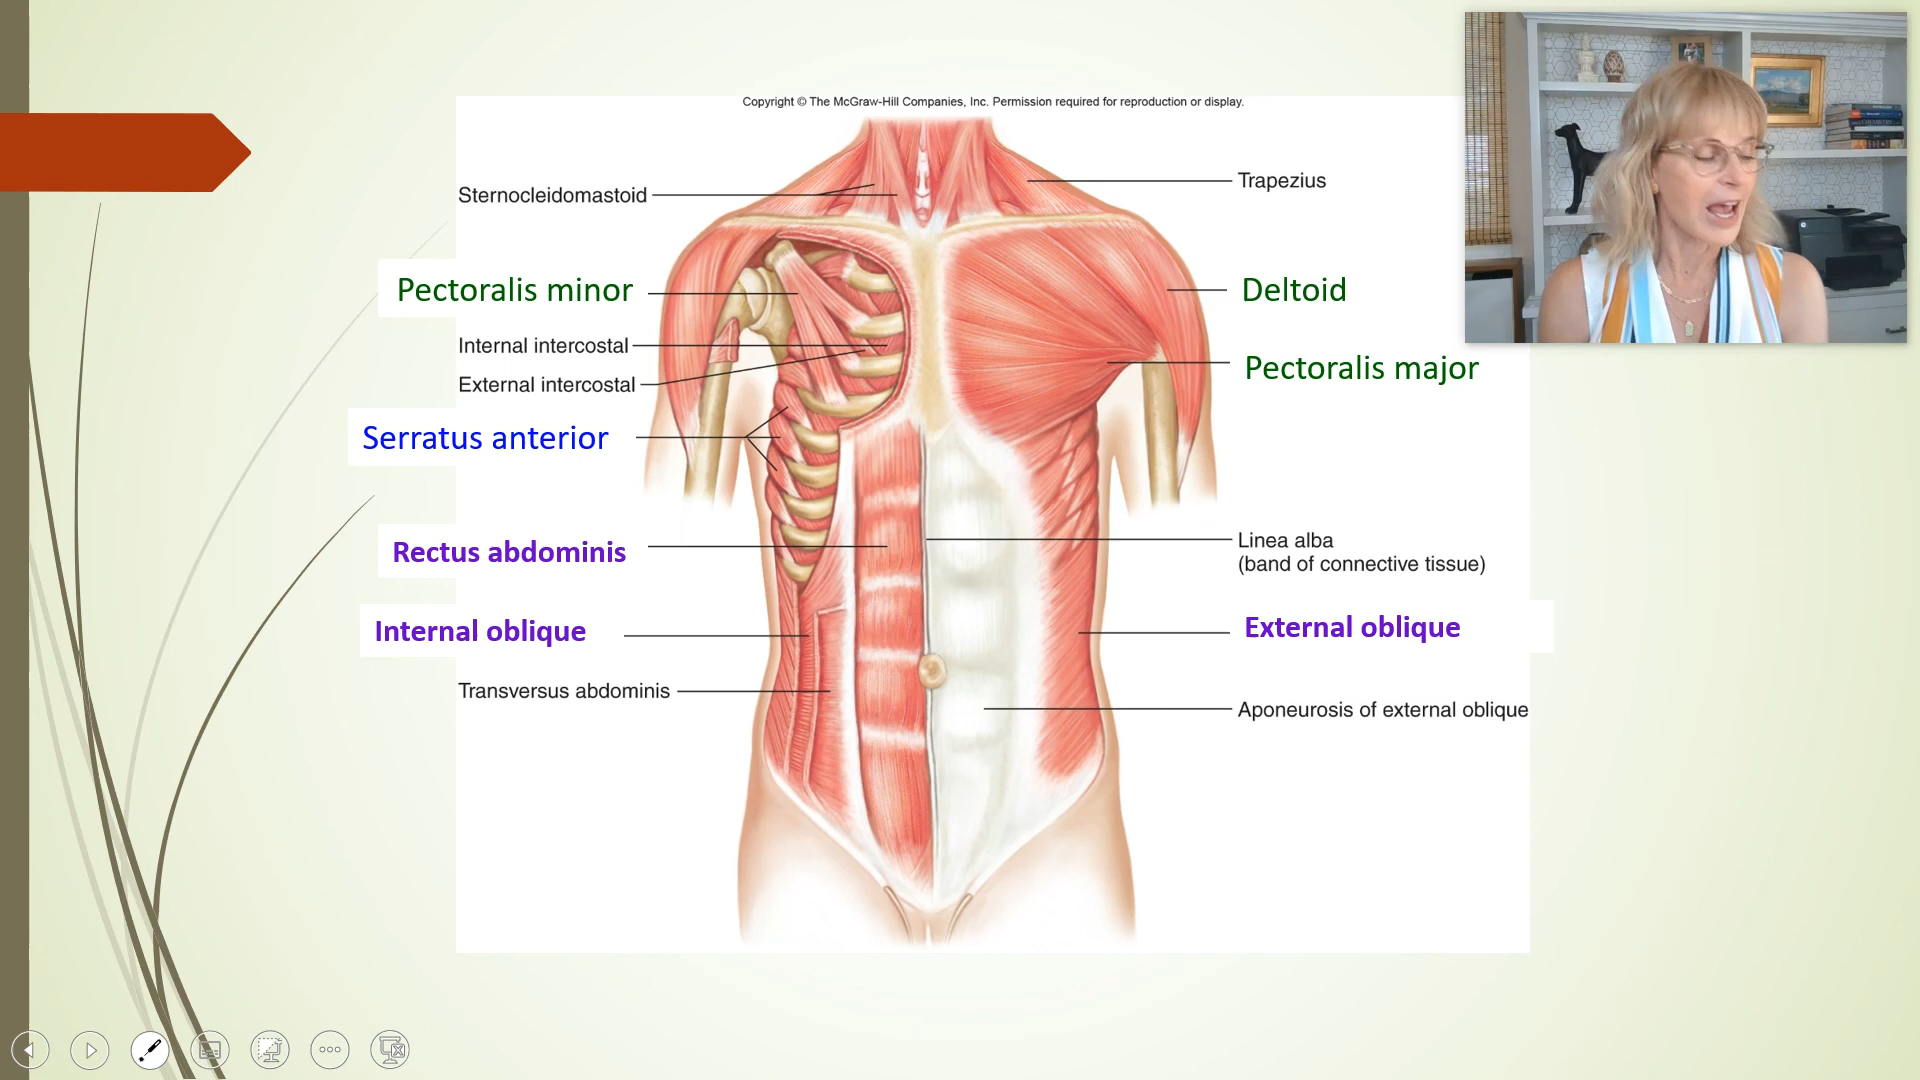 Copyright © The McGraw-Hill Companies, Inc. Permission required for reproduction or display.
Sternocleidomastoid
Trapezius
Pectoralis minor
Deltoid
Internal intercostal
Pectoralis major
External intercostal
Serratus anterior
Rectus abdominis
Linea alba
(band of connective tissue)
Internal oblique
External oblique
Transversus abdominis
Aponeurosis of external oblique